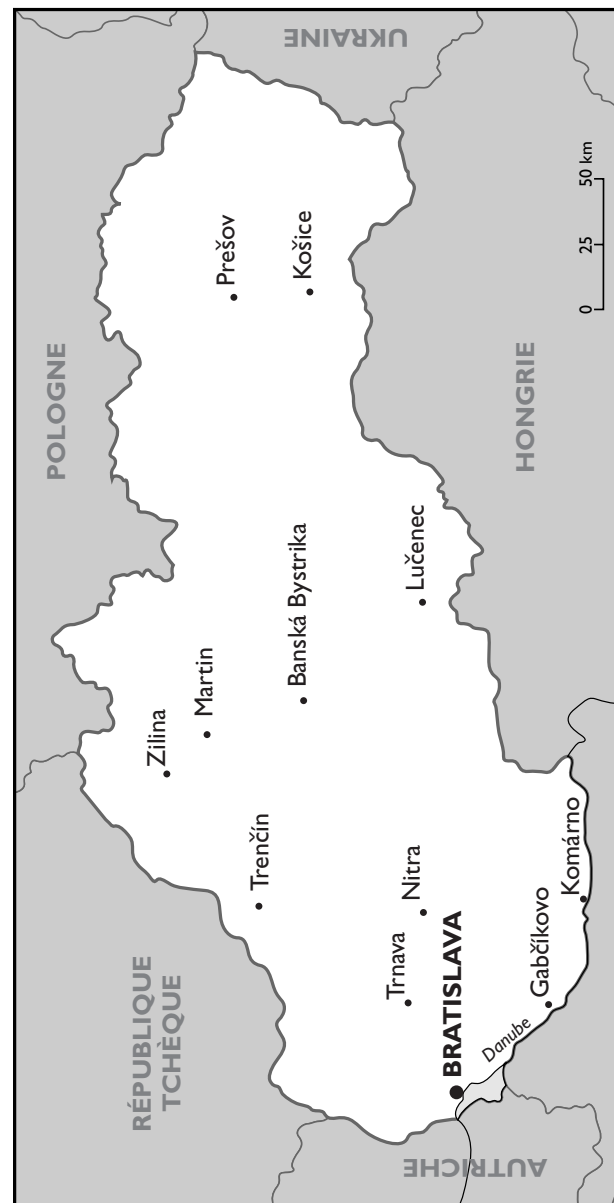 POLOGNE
UKRAINE
RÉPUBLIQUE
TCHÈQUE
Zilina
Martin
Prešov
Košice
Trenčín
Banská Bystrika
Lučenec
Trnava
Nitra
BRATISLAVA
Danube
Gabčíkovo
Komárno
AUTRICHE
HONGRIE
0 25 50 km